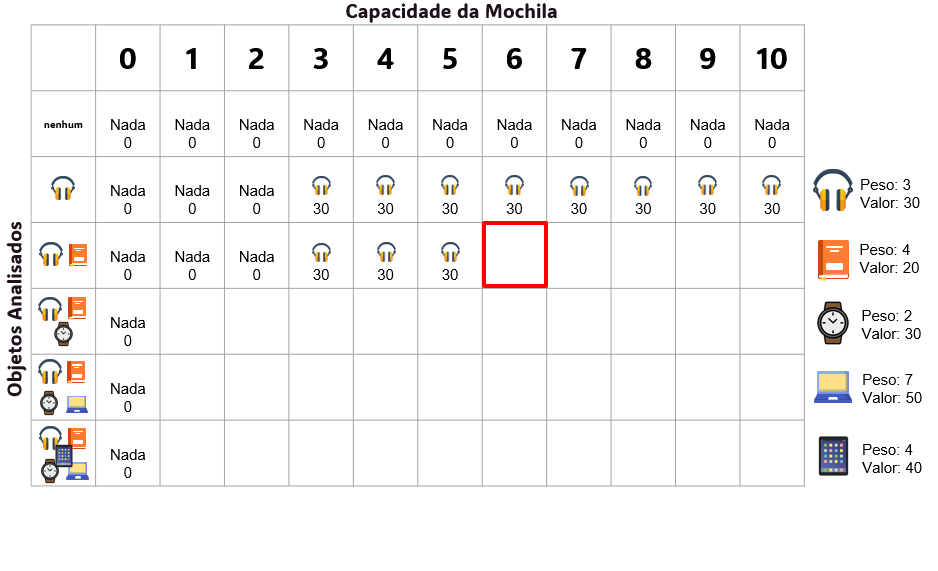 Capacidade da Mochila
0 1 2 3 4 5 6 7 8 9 10
nenhum
Nada Nada Nada Nada Nada Nada Nada Nada Nada Nada Nada
0 0 0 0 0 0 0 0 0 0 0
Nada Nada Nada
0 0 0 30 30 30 30 30 30 30 30
Peso: 3
Valor: 30
Objetos Analisados
Nada Nada Nada
0 0 0 30 30 30
Peso: 4
Valor: 20
Nada
0
Peso: 2
Valor: 30
Nada
0
Peso: 7
Valor: 50
Nada
0
Peso: 4
Valor: 40